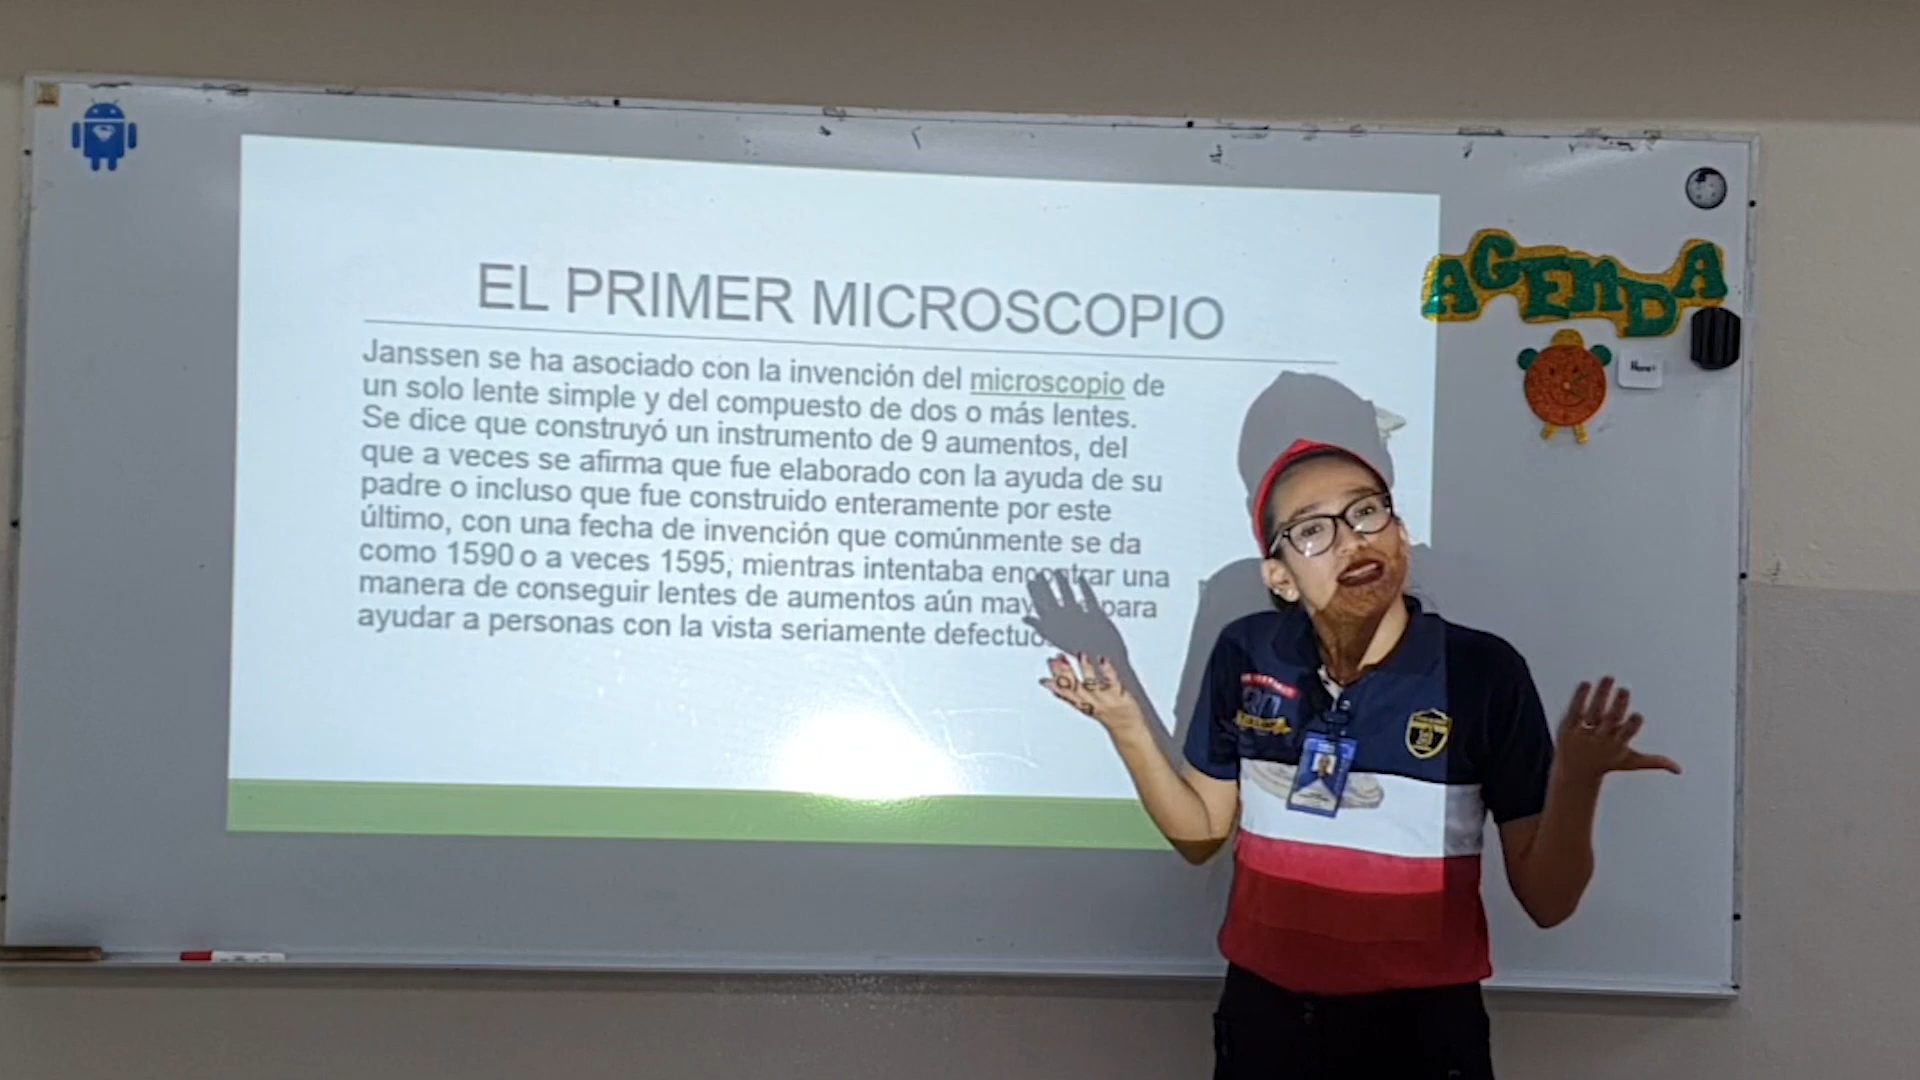 EL PRIMER MICROSCOPIO
Janssen se ha asociado con la invención del microscopio de
un solo lente simple y del compuesto de dos o más lentes.
Se dice que construyó un instrumento de 9 aumentos, del
que a veces se afirma que fue elaborado con la ayuda de su
padre o incluso que fue construido enteramente por este
último, con una fecha de invención que comúnmente se da
como 1590 o a veces 1595, mientras intentaba encontrar una
manera de conseguir lentes de aumentos aún para
ayudar a personas con la vista seriamente
AGENDA